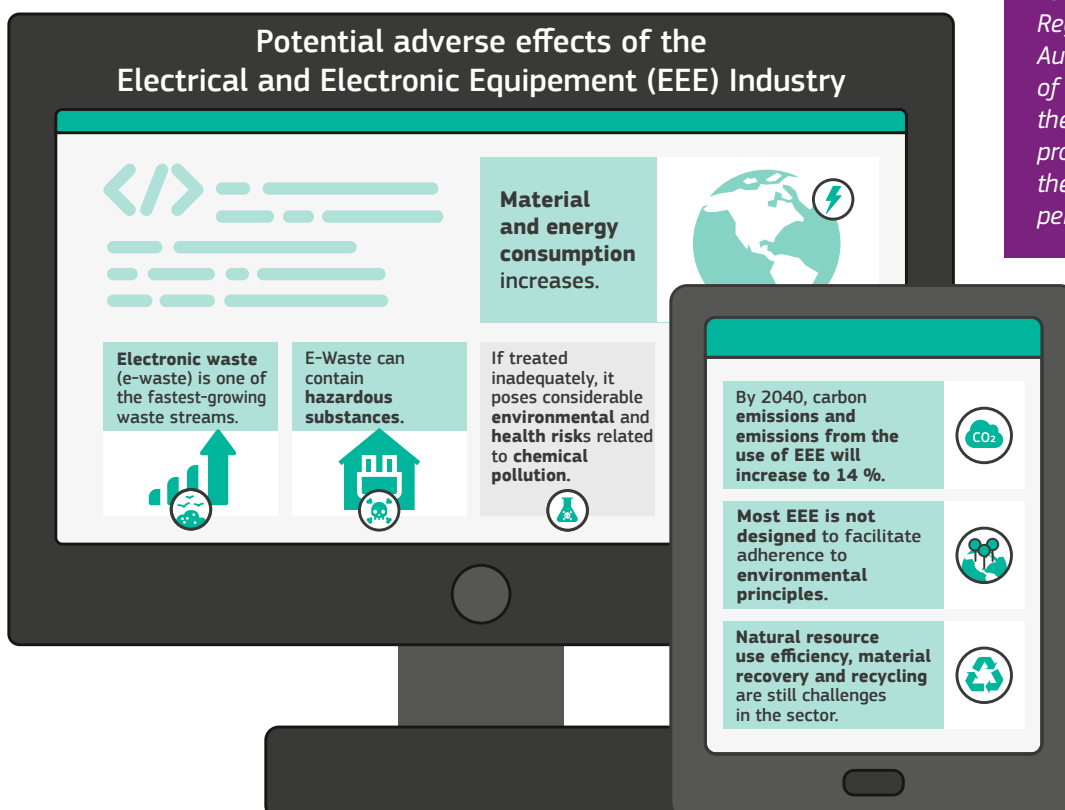 Potential adverse effects of the
Electrical and Electronic Equipement (EEE) Industry
Material
and energy
consumption
increases.
Electronic waste
(e-waste) is one of
the fastest-growing
waste streams.
E-Waste can
contain
hazardous
substances.
If treated
inadequately, it
poses considerable
environmental and
health risks related
to chemical
pollution.
By 2040, carbon
emissions and
emissions from the
use of EEE will
increase to 14 %.
CO₂
Most EEE is not
designed to facilitate
adherence to
environmental
principles.
Natural resource
use efficiency, material
recovery and recycling
are still challenges
in the sector.
of
the